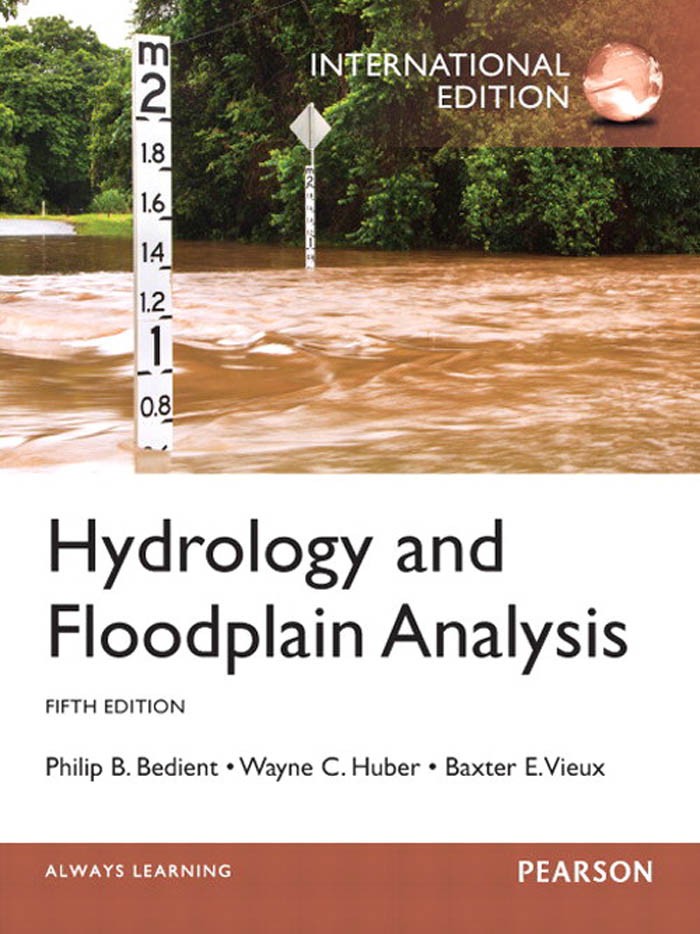 INTERNATIONAL
EDITION
m
2
1.8
1.6
1.4
1.2
1
0.8
Hydrology and
Floodplain Analysis
FIFTH EDITION
Philip B. Bedient • Wayne C. Huber • Baxter E. Vieux
ALWAYS LEARNING
PEARSON